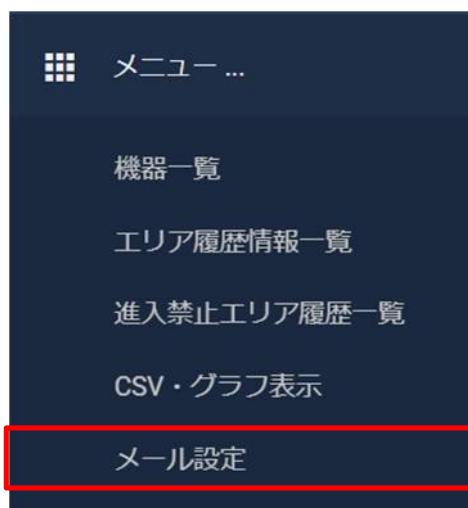 メニュー ...
機器一覧
エリア履歴情報一覧
進入禁止エリア履歴一覧
CSV・グラフ表示
メール設定